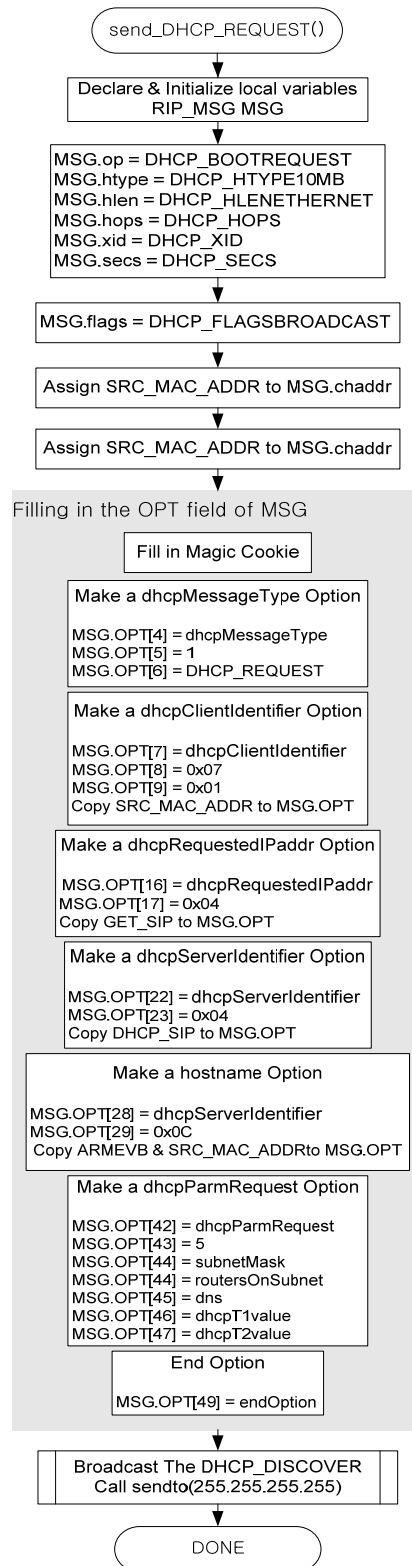 send_DHCP_REQUEST()
Declare & Initialize local variables
RIP_MSG MSG
MSG.op = DHCP_BOOTREQUEST
MSG.htype = DHCP_HTYPE10MB
MSG.hlen = DHCP_HLENETHERNET
MSG.hops = DHCP_HOPS
MSG.xid = DHCP_XID
MSG.secs = DHCP_SECS
MSG.flags = DHCP_FLAGSBROADCAST
Assign SRC_MAC_ADDR to MSG.chaddr
Assign SRC_MAC_ADDR to MSG.chaddr
Filling in the OPT field of MSG
Fill in Magic Cookie
Make a dhcpMessageType Option
MSG.OPT[4] = dhcpMessageType
MSG.OPT[5] = 1
MSG.OPT[6] = DHCP_REQUEST
Make a dhcpClientIdentifier Option
MSG.OPT[7] = dhcpClientIdentifier
MSG.OPT[8] = 0x07
MSG.OPT[9] = 0x01
Copy SRC_MAC_ADDR to MSG.OPT
Make a dhcpRequestedIPaddr Option
MSG.OPT[16] = dhcpRequestedIPaddr
MSG.OPT[17] = 0x04
Copy GET_SIP to MSG.OPT
Make a dhcpServerIdentifier Option
MSG.OPT[22] = dhcpServerIdentifier
MSG.OPT[23] = 0x04
Copy DHCP_SIP to MSG.OPT
Make a hostname Option
MSG.OPT[28] = dhcpServerIdentifier
MSG.OPT[29] = 0x0C
Copy ARMEVB & SRC_MAC_ADDRto MSG.OPT
Make a dhcpParmRequest Option
MSG.OPT[42] = dhcpParmRequest
MSG.OPT[43] = 5
MSG.OPT[44] = subnetMask
MSG.OPT[44] = routersOnSubnet
MSG.OPT[45] = dns
MSG.OPT[46] = dhcpT1value
MSG.OPT[47] = dhcpT2value
End Option
MSG.OPT[49] = endOption
Broadcast The DHCP_DISCOVER
Call sendto(255.255.255.255)
DONE